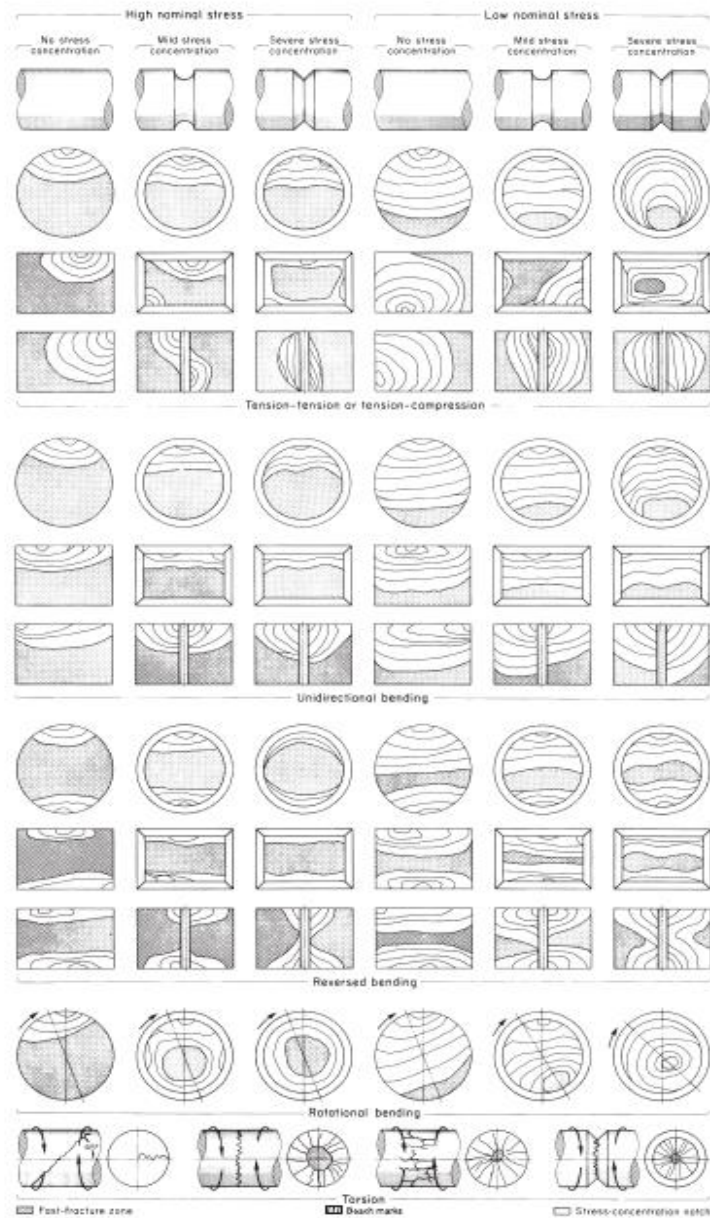 High nominal stress
Low nominal stress
No stress
concentration
Mild stress
concentration
Severe stress
concentration
No stress
concentration
Mild stress
concentration
Severe stress
concentration
Tension-tension or tension-compression
Unidirectional bending
Reversed bending
Rotational bending
Torsion
Fast-fracture zone
Beach marks
Stress-concentration notch